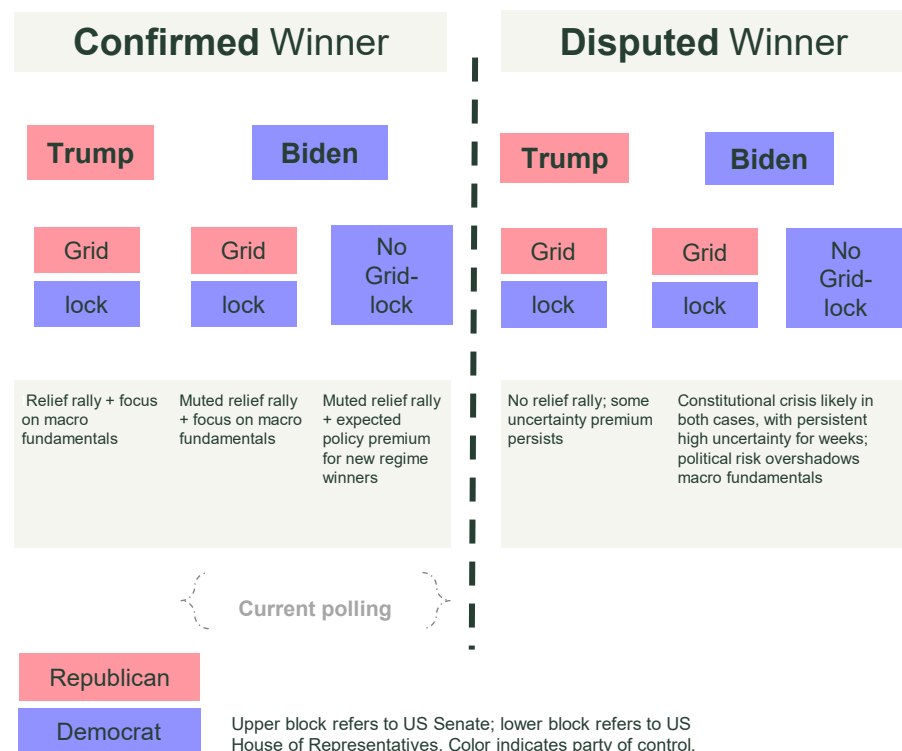 Confirmed Winner
Disputed Winner
Trump
Biden
Trump
Biden
Grid
lock
Grid
lock
No
Grid-
lock
Grid
lock
Grid
lock
No
Grid-
lock
Relief rally + focus
on macro
fundamentals
Muted relief rally
+ focus on macro
fundamentals
Muted relief rally
+ expected
policy premium
for new regime
winners
No relief rally; some
uncertainty premium
persists
Constitutional crisis likely in
both cases, with persistent
high uncertainty for weeks;
political risk overshadows
macro fundamentals
Current polling
Republican
Democrat
Upper block refers to US Senate; lower block refers to US
House of Representatives. Color indicates party of control.